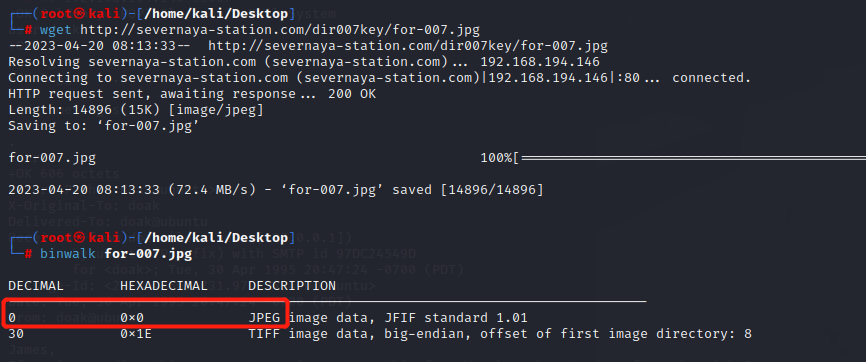 ┌──(root㉿kali)-[/home/kali/Desktop]
└─# wget http://severnaya-station.com/dir007key/for-007.jpg
--2023-04-20 08:13:33--  http://severnaya-station.com/dir007key/for-007.jpg
Resolving severnaya-station.com (severnaya-station.com)... 192.168.194.146
Connecting to severnaya-station.com (severnaya-station.com)|192.168.194.146|:80... connected.
HTTP request sent, awaiting response... 200 OK
Length: 14896 (15K) [image/jpeg]
Saving to: ‘for-007.jpg’
for-007.jpg 100%[==================================================
2023-04-20 08:13:33 (72.4 MB/s) - ‘for-007.jpg’ saved [14896/14896]
┌──(root㉿kali)-[/home/kali/Desktop]
└─# binwalk for-007.jpg
DECIMAL       HEXADECIMAL     DESCRIPTION
0             0×0             JPEG image data, JFIF standard 1.01
30            0×1E            TIFF image data, big-endian, offset of first image directory: 8